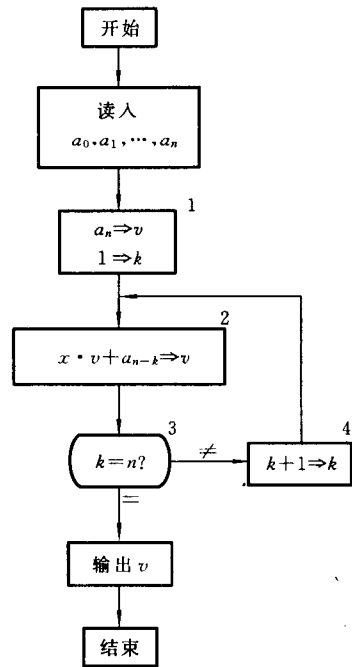 开始
读入
a₀,a₁,⋯,aₙ
1
aₙ⇒v
1⇒k
2
x·v+aₙ₋ₖ⇒v
3
k=n?
≠
4
k+1⇒k
=
输出 v
结束